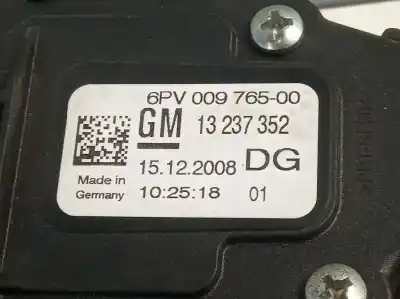 6PV 009 765-00
GM 13 237 352
15.12.2008 DG
Made in Germany 10:25:18 01